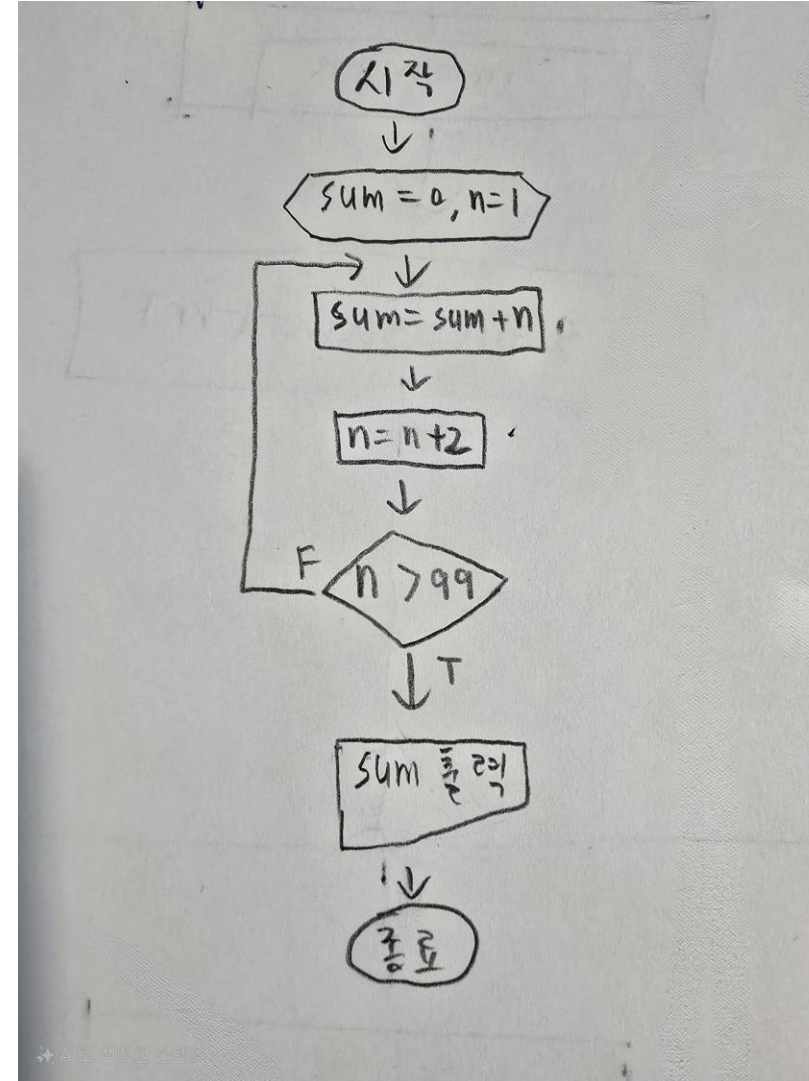 시작
sum = 0, n=1
sum = sum+n
n= n+2
n > 99
F
T
sum 출력
종료